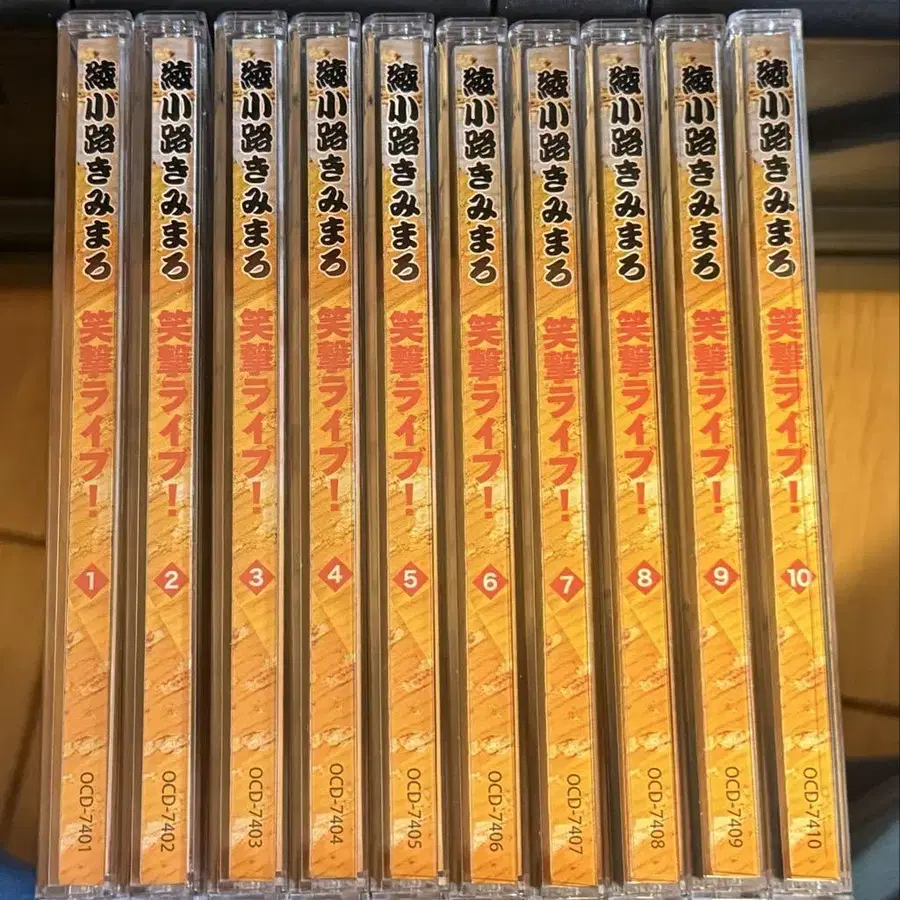 綾小路きみまろ 笑撃ライブ! 1 OCD-7401
綾小路きみまろ 笑撃ライブ! 2 OCD-7402
綾小路きみまろ 笑撃ライブ! 3 OCD-7403
綾小路きみまろ 笑撃ライブ! 4 OCD-7404
綾小路きみまろ 笑撃ライブ! 5 OCD-7405
綾小路きみまろ 笑撃ライブ! 6 OCD-7406
綾小路きみまろ 笑撃ライブ! 7 OCD-7407
綾小路きみまろ 笑撃ライブ! 8 OCD-7408
綾小路きみまろ 笑撃ライブ! 9 OCD-7409
綾小路きみまろ 笑撃ライブ! 10 OCD-7410